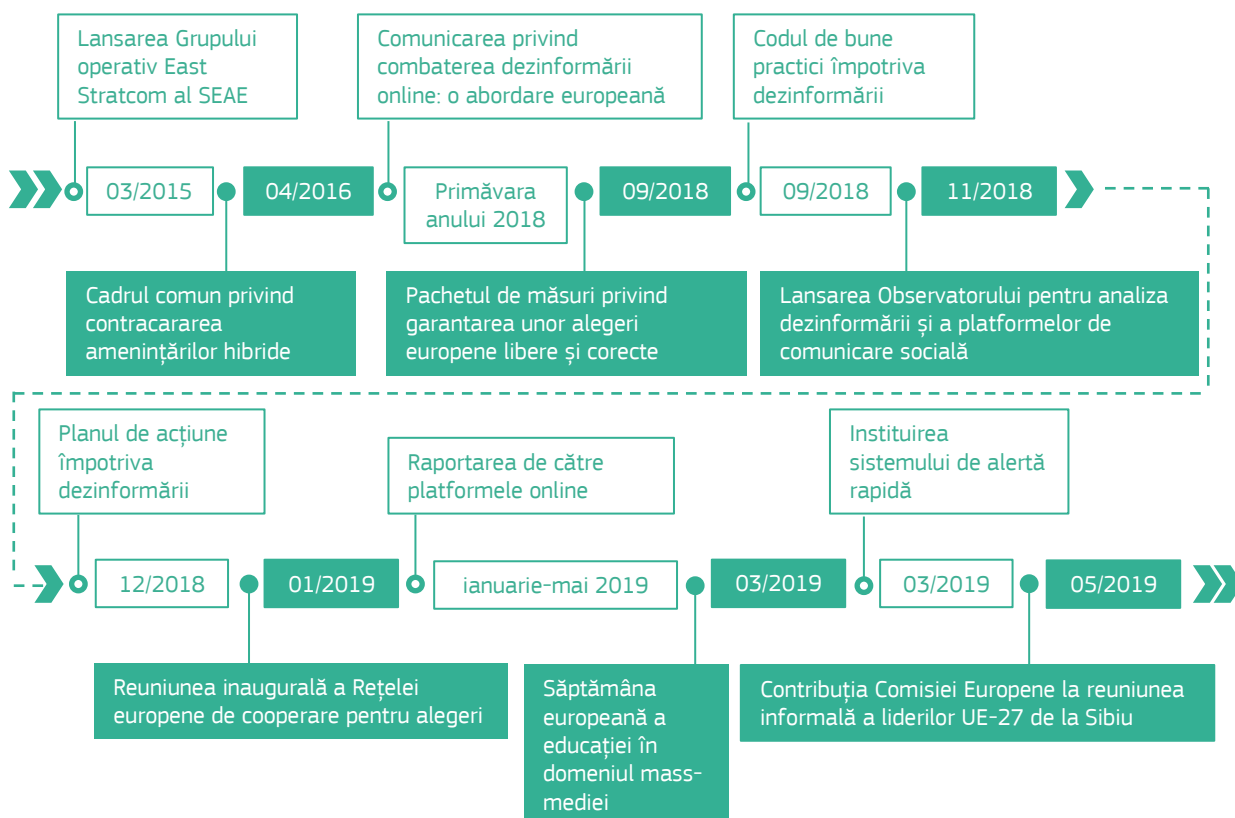 Lansarea Grupului
operativ East
Stratcom al SEAE
Comunicarea privind
combaterea dezinformării
online: o abordare europeană
Codul de bune
practici împotriva
dezinformării
03/2015
04/2016
Primăvara
anului 2018
09/2018
09/2018
11/2018
Cadrul comun privind
contracararea
amenințărilor hibride
Pachetul de măsuri privind
garantarea unor alegeri
europene libere și corecte
Lansarea Observatorului pentru analiza
dezinformării și a platformelor de
comunicare socială
Planul de acțiune
împotriva
dezinformării
Raportarea de către
platformele online
Instituirea
sistemului de alertă
rapidă
12/2018
01/2019
ianuarie-mai 2019
03/2019
03/2019
05/2019
Reuniunea inaugurală a Rețelei
europene de cooperare pentru alegeri
Săptămâna
europeană a
educației în
domeniul mass-
mediei
Contribuția Comisiei Europene la reuniunea
informală a liderilor UE-27 de la Sibiu